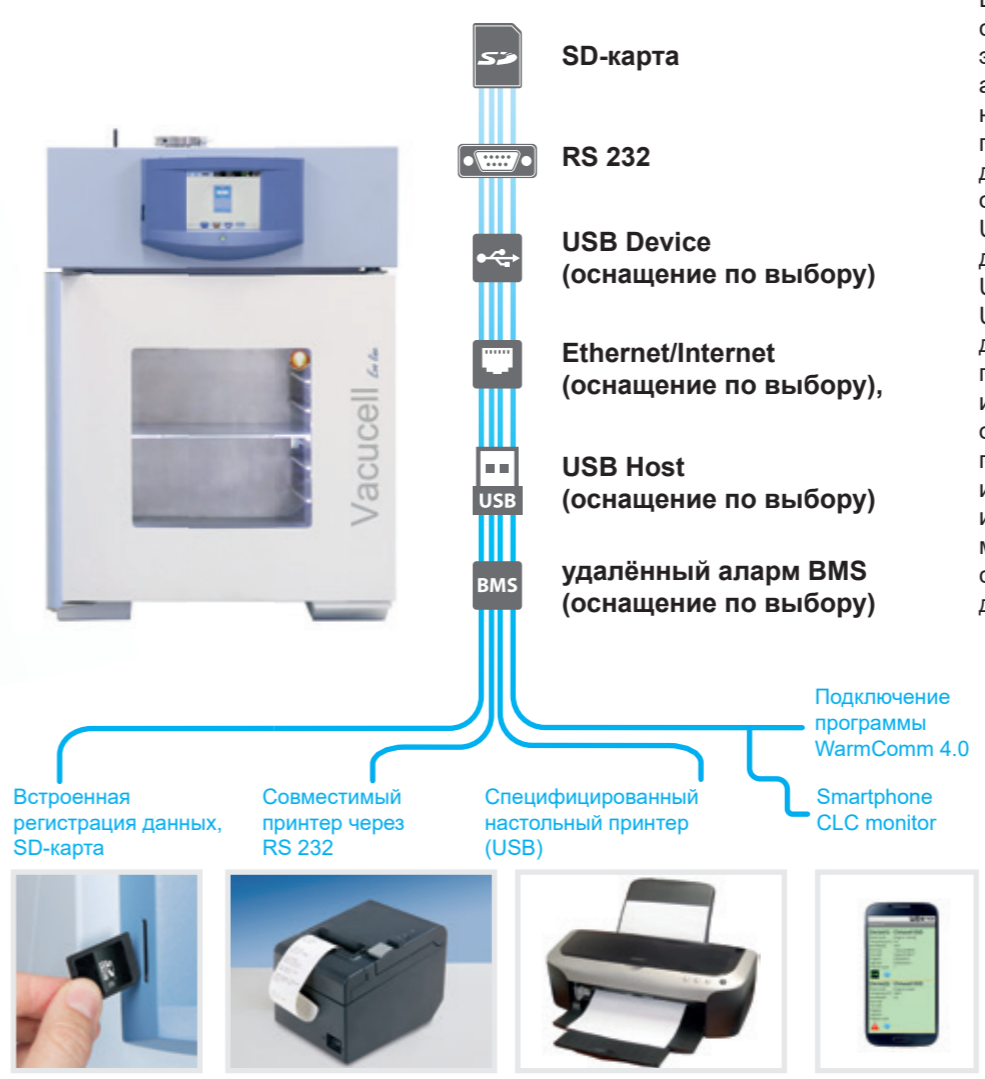 SD-карта
RS 232
USB Device
(оснащение по выбору)
Ethernet/Internet
(оснащение по выбору),
USB Host
(оснащение по выбору)
USB
удалённый аларм BMS
(оснащение по выбору)
BMS
Vacucell
Подключение
программы
WarmComm 4.0
Smartphone
CLC monitor
Встроенная
регистрация данных,
SD-карта
Совместимый
принтер через
RS 232
Специфицированный
настольный принтер
(USB)